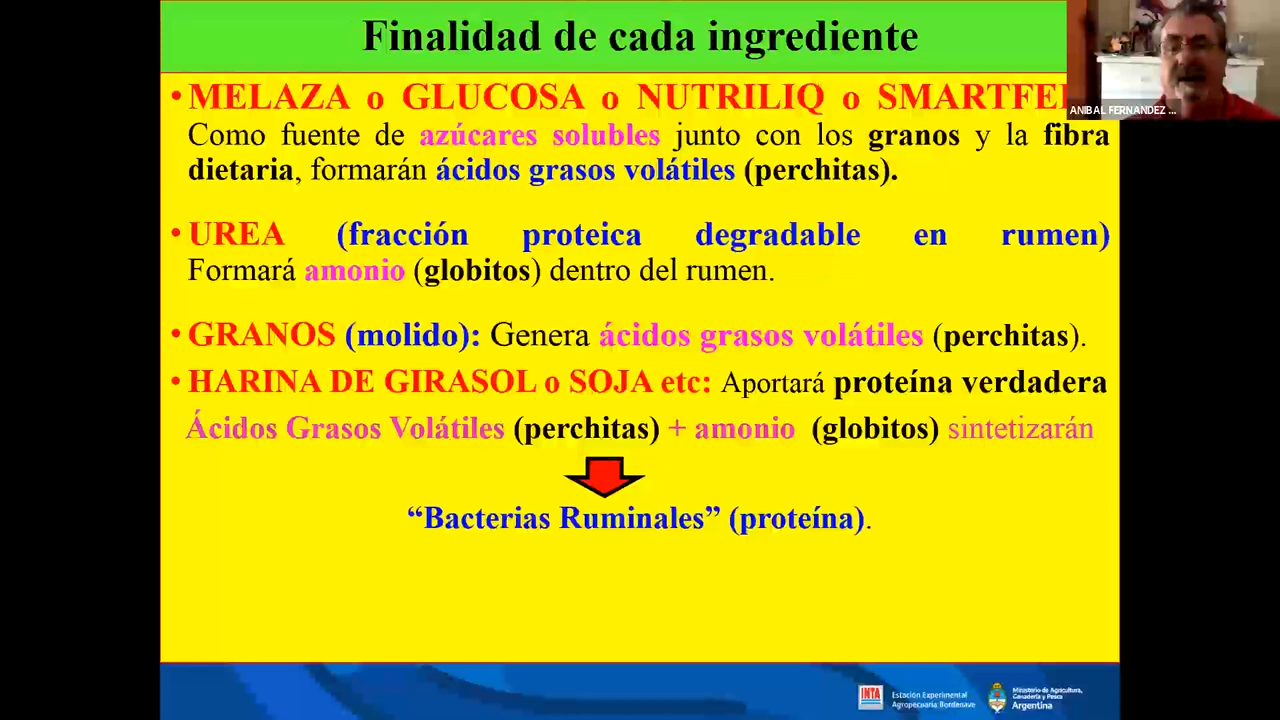 Finalidad de cada ingrediente
• MELAZA o GLUCOSA o NUTRILIQ o
ANIBAL FERNANDEZ ...
Como fuente de azúcares solubles junto con los granos y la fibra
dietaria, formarán ácidos grasos volátiles (perchitas).
• UREA (fracción proteica degradable en rumen)
Formará amonio (globitos) dentro del rumen.
• GRANOS (molido): Genera ácidos grasos volátiles (perchitas).
• HARINA DE GIRASOL o SOJA etc: Aportará proteína verdadera
Ácidos Grasos Volátiles (perchitas) + amonio (globitos) sintetizarán
“Bacterias Ruminales” (proteína).
INTA
Estación Experimental
Agropecuaria Bordenave
Ministerio de Agricultura,
Ganadería y Pesca
Argentina